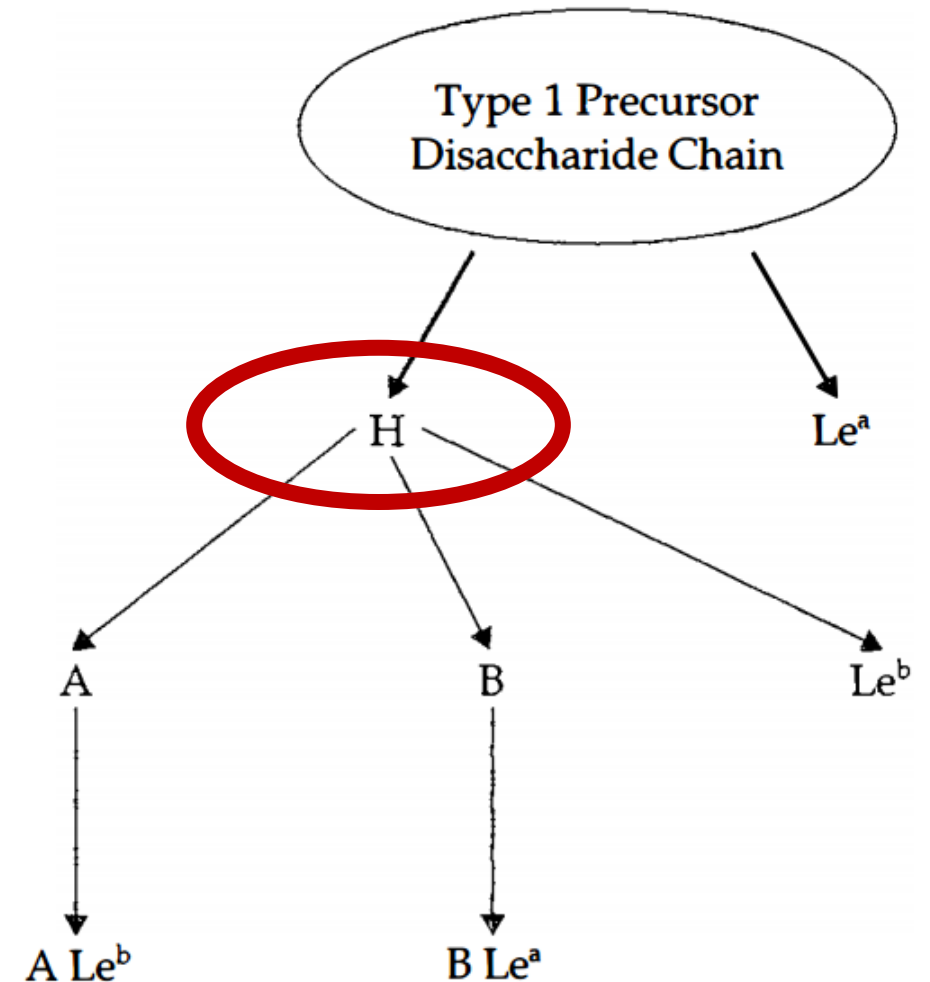 Type 1 Precursor
Disaccharide Chain
H
Leᵃ
A
B
Leᵇ
A Leᵇ
B Leᵃ